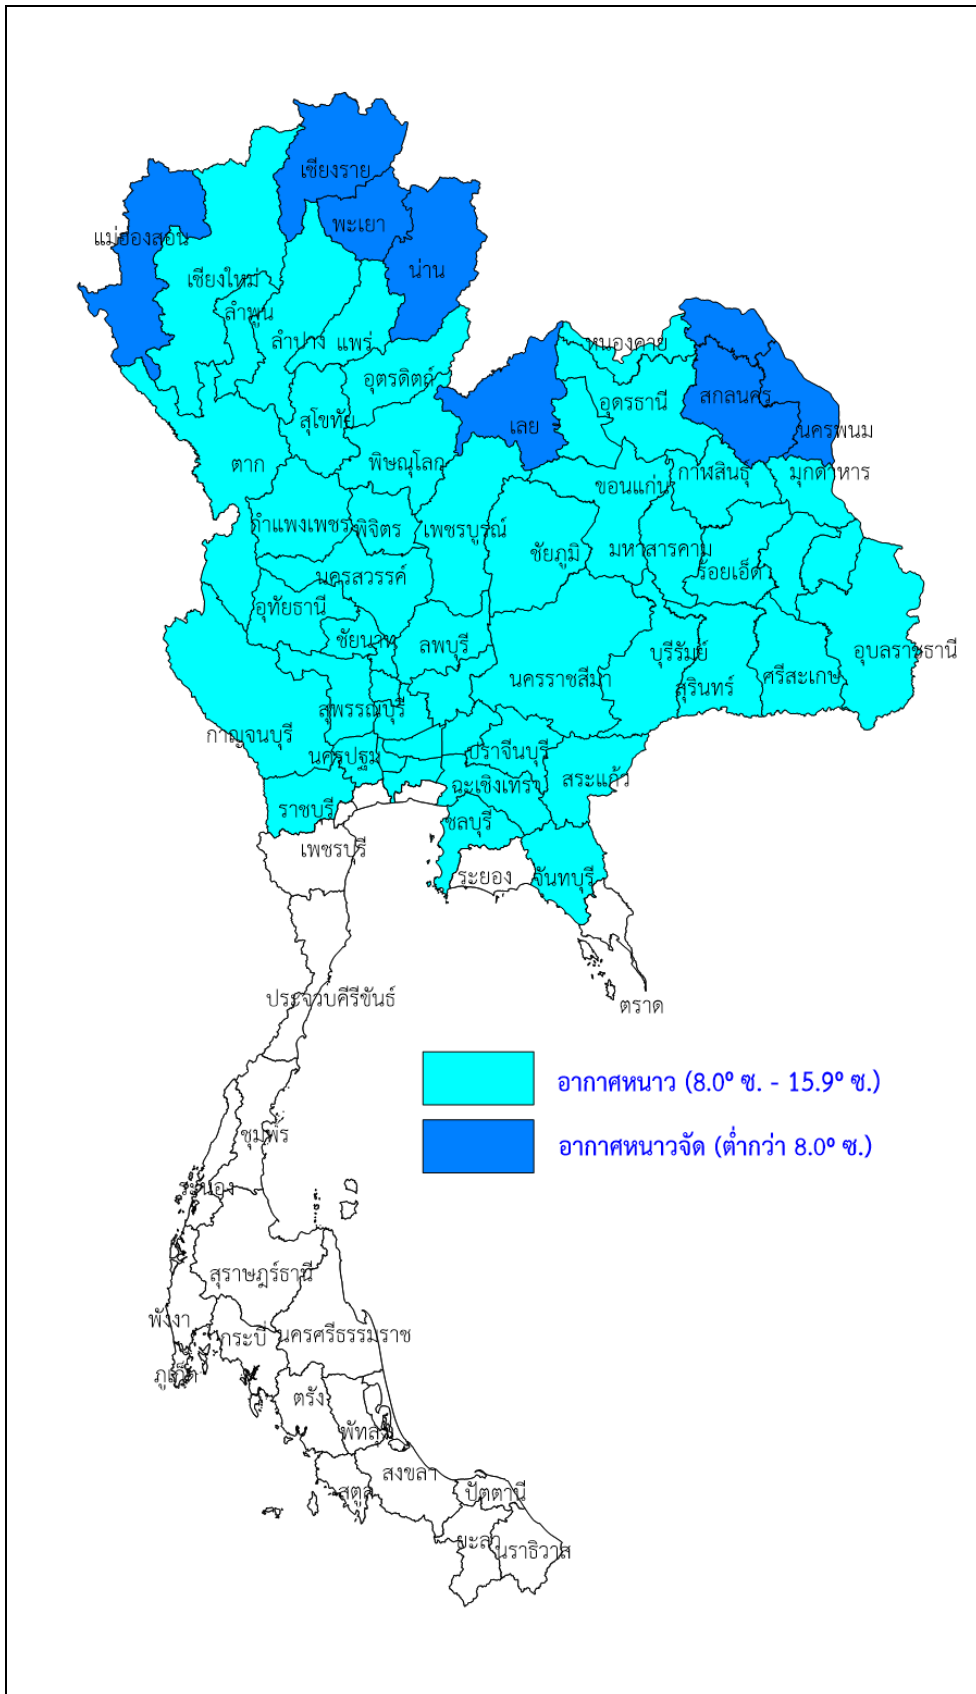 เชียงราย
พะเยา
แม่ฮ่องสอน
น่าน
เชียงใหม่
ลำพูน
ลำปาง
แพร่
หนองคาย
อุตรดิตถ์
อุดรธานี
สกลนคร
สุโขทัย
เลย
นครพนม
ตาก
พิษณุโลก
ขอนแก่น
กาฬสินธุ์
มุกดาหาร
กำแพงเพชร
พิจิตร
เพชรบูรณ์
ชัยภูมิ
มหาสารคาม
ร้อยเอ็ด
นครสวรรค์
อุทัยธานี
ชัยนาท
ลพบุรี
บุรีรัมย์
อุบลราชธานี
นครราชสีมา
สุรินทร์
ศรีสะเกษ
สุพรรณบุรี
กาญจนบุรี
นครปฐม
ปราจีนบุรี
ฉะเชิงเทรา
สระแก้ว
ราชบุรี
ชลบุรี
เพชรบุรี
ระยอง
จันทบุรี
ประจวบคีรีขันธ์
ตราด
อากาศหนาว (8.0º ซ. - 15.9º ซ.)
อากาศหนาวจัด (ต่ำกว่า 8.0º ซ.)
ชุมพร
ระนอง
สุราษฎร์ธานี
พังงา
กระบี่
นครศรีธรรมราช
ภูเก็ต
ตรัง
พัทลุง
สงขลา
สตูล
ปัตตานี
ยะลา
นราธิวาส